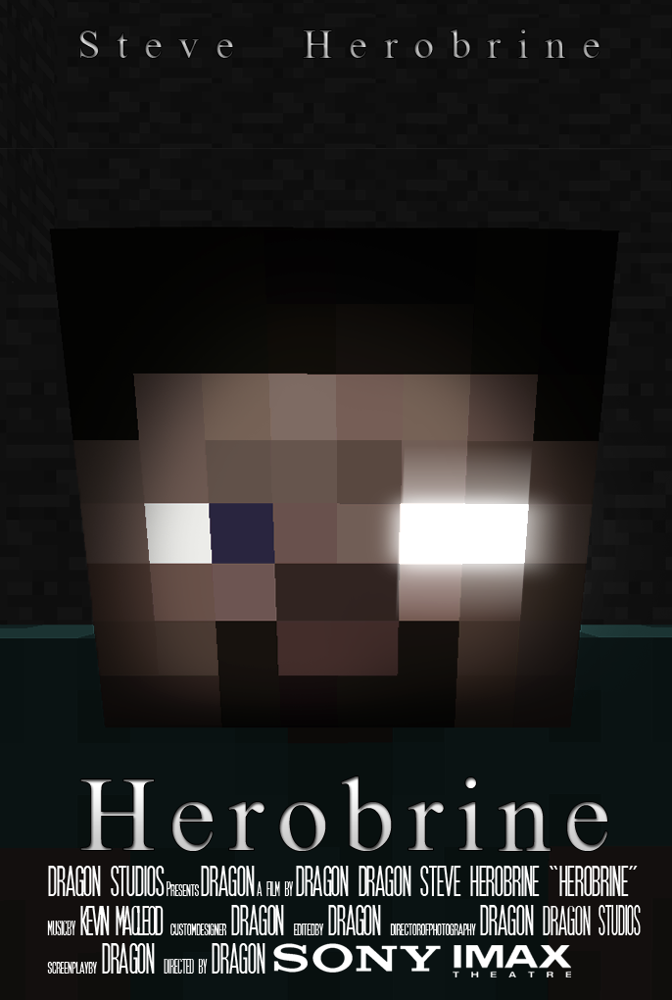 Steve Herobrine
Herobrine
DRAGON STUDIOS PRESENTS DRAGON A FILM BY DRAGON DRAGON STEVE HEROBRINE “HEROBRINE”
MUSICBY KEVIN MACLEOD CUSTOMDESIGNER DRAGON EDITEDBY DRAGON DIRECTOROFPHOTOGRAPHY DRAGON DRAGON STUDIOS
SCREENPLAYBY DRAGON DIRECTED BY DRAGON SONY IMAX
THEATRE